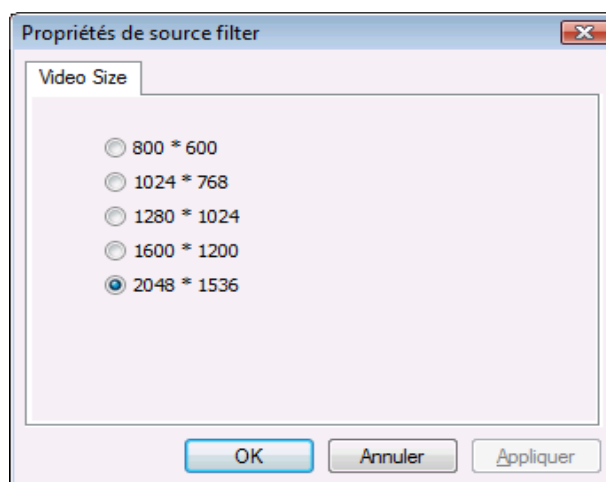 Propriétés de source filter
Video Size
800 * 600
1024 * 768
1280 * 1024
1600 * 1200
2048 * 1536
OK Annuler Appliquer